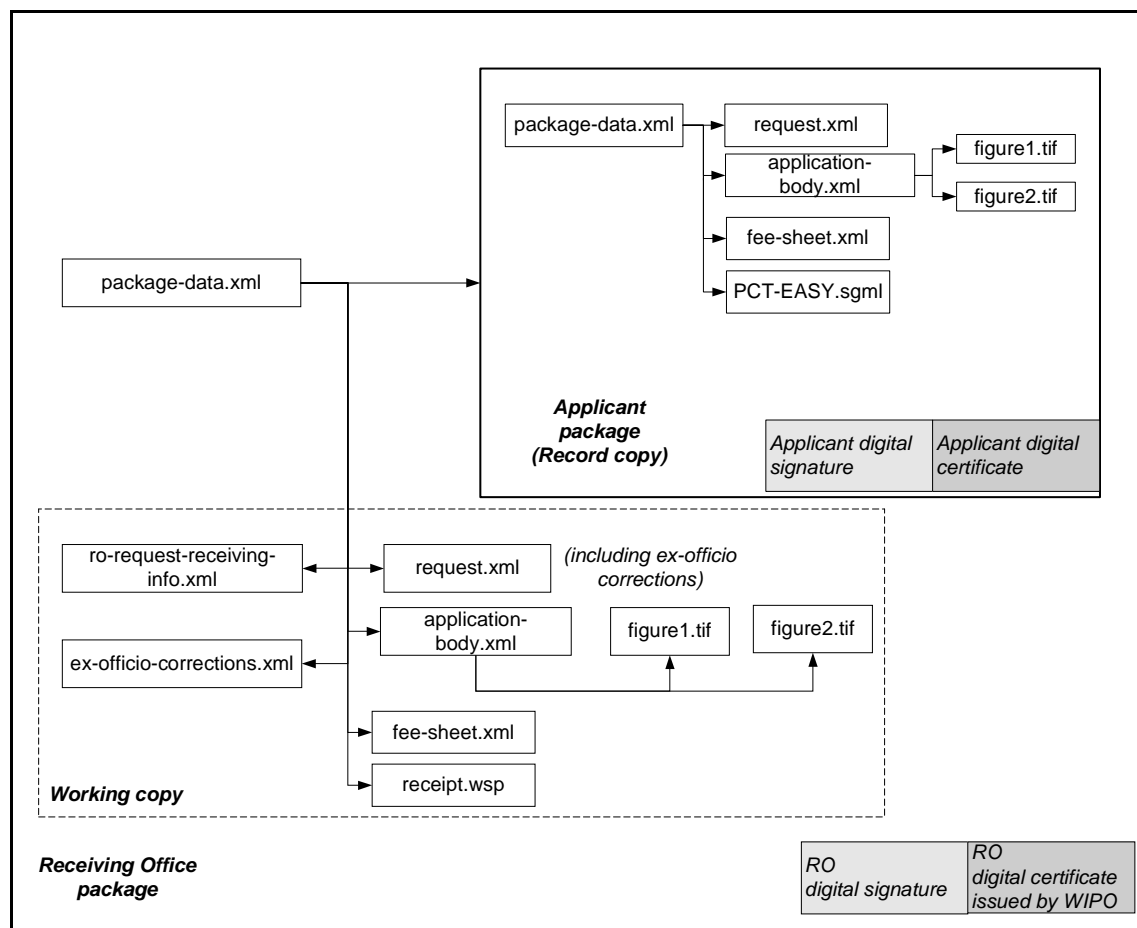 package-data.xml
request.xml
application-
body.xml
figure1.tif
figure2.tif
fee-sheet.xml
PCT-EASY.sgml
package-data.xml
Applicant
package
(Record copy)
Applicant digital
signature
Applicant digital
certificate
ro-request-receiving-
info.xml
request.xml
(including ex-officio
corrections)
application-
body.xml
figure1.tif
figure2.tif
ex-officio-corrections.xml
fee-sheet.xml
receipt.wsp
Working copy
Receiving Office
package
RO
digital signature
RO
digital certificate
issued by WIPO